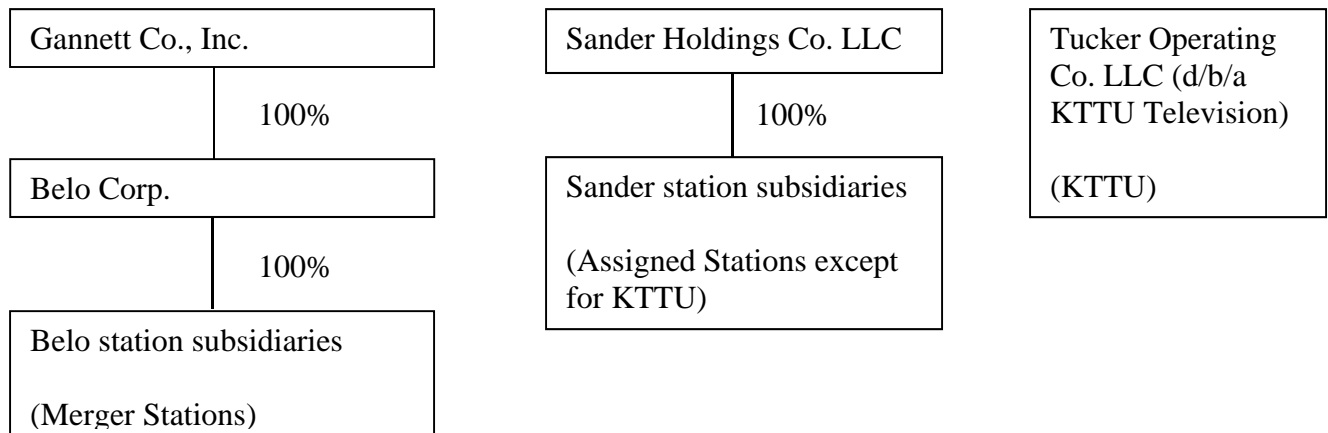 Gannett Co., Inc.
100%
Belo Corp.
100%
Belo station subsidiaries
(Merger Stations)
Sander Holdings Co. LLC
100%
Sander station subsidiaries
(Assigned Stations except
for KTTU)
Tucker Operating
Co. LLC (d/b/a
KTTU Television)
(KTTU)